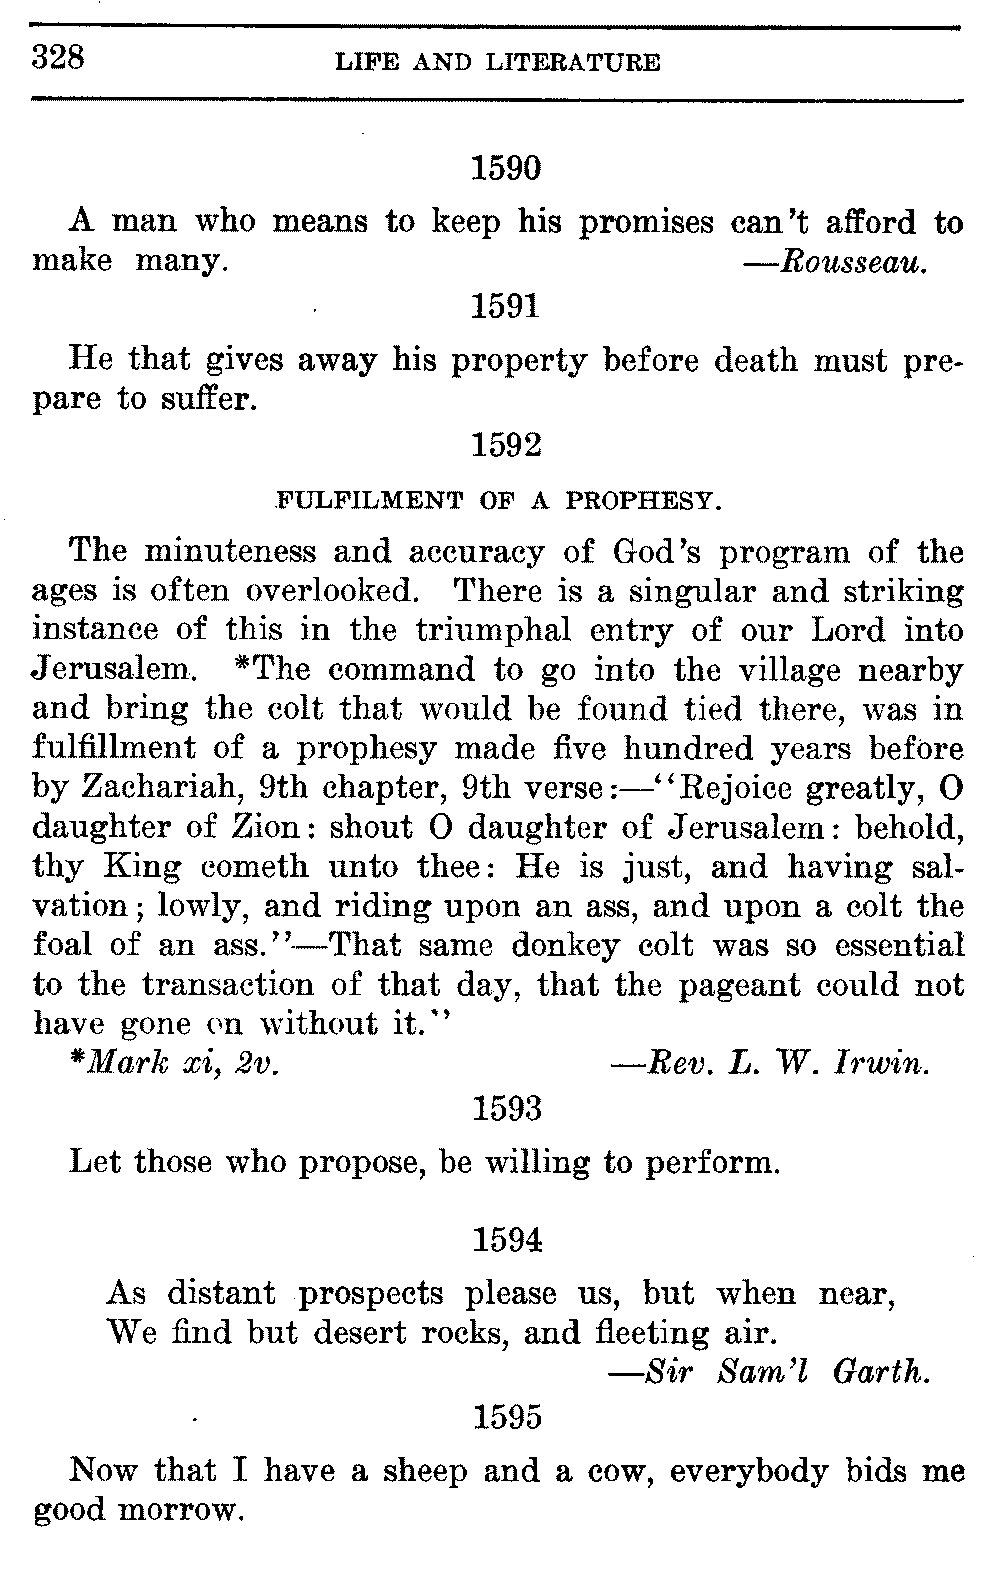 328 LIFE AND LITERATURE
1590
A man who means to keep his promises can't afford to
make many. —Rousseau.
1591
He that gives away his property before death must pre-
pare to suffer.
1592
FULFILMENT OF A PROPHESY.
The minuteness and accuracy of God's program of the
ages is often overlooked. There is a singular and striking
instance of this in the triumphal entry of our Lord into
Jerusalem. *The command to go into the village nearby
and bring the colt that would be found tied there, was in
fulfillment of a prophesy made five hundred years before
by Zachariah, 9th chapter, 9th verse:—"Rejoice greatly, O
daughter of Zion: shout O daughter of Jerusalem: behold,
thy King cometh unto thee: He is just, and having sal-
vation; lowly, and riding upon an ass, and upon a colt the
foal of an ass."—That same donkey colt was so essential
to the transaction of that day, that the pageant could not
have gone on without it."
*Mark xi, 2v. —Rev. L. W. Irwin.
1593
Let those who propose, be willing to perform.
1594
As distant prospects please us, but when near,
We find but desert rocks, and fleeting air.
—Sir Sam'l Garth.
1595
Now that I have a sheep and a cow, everybody bids me
good morrow.